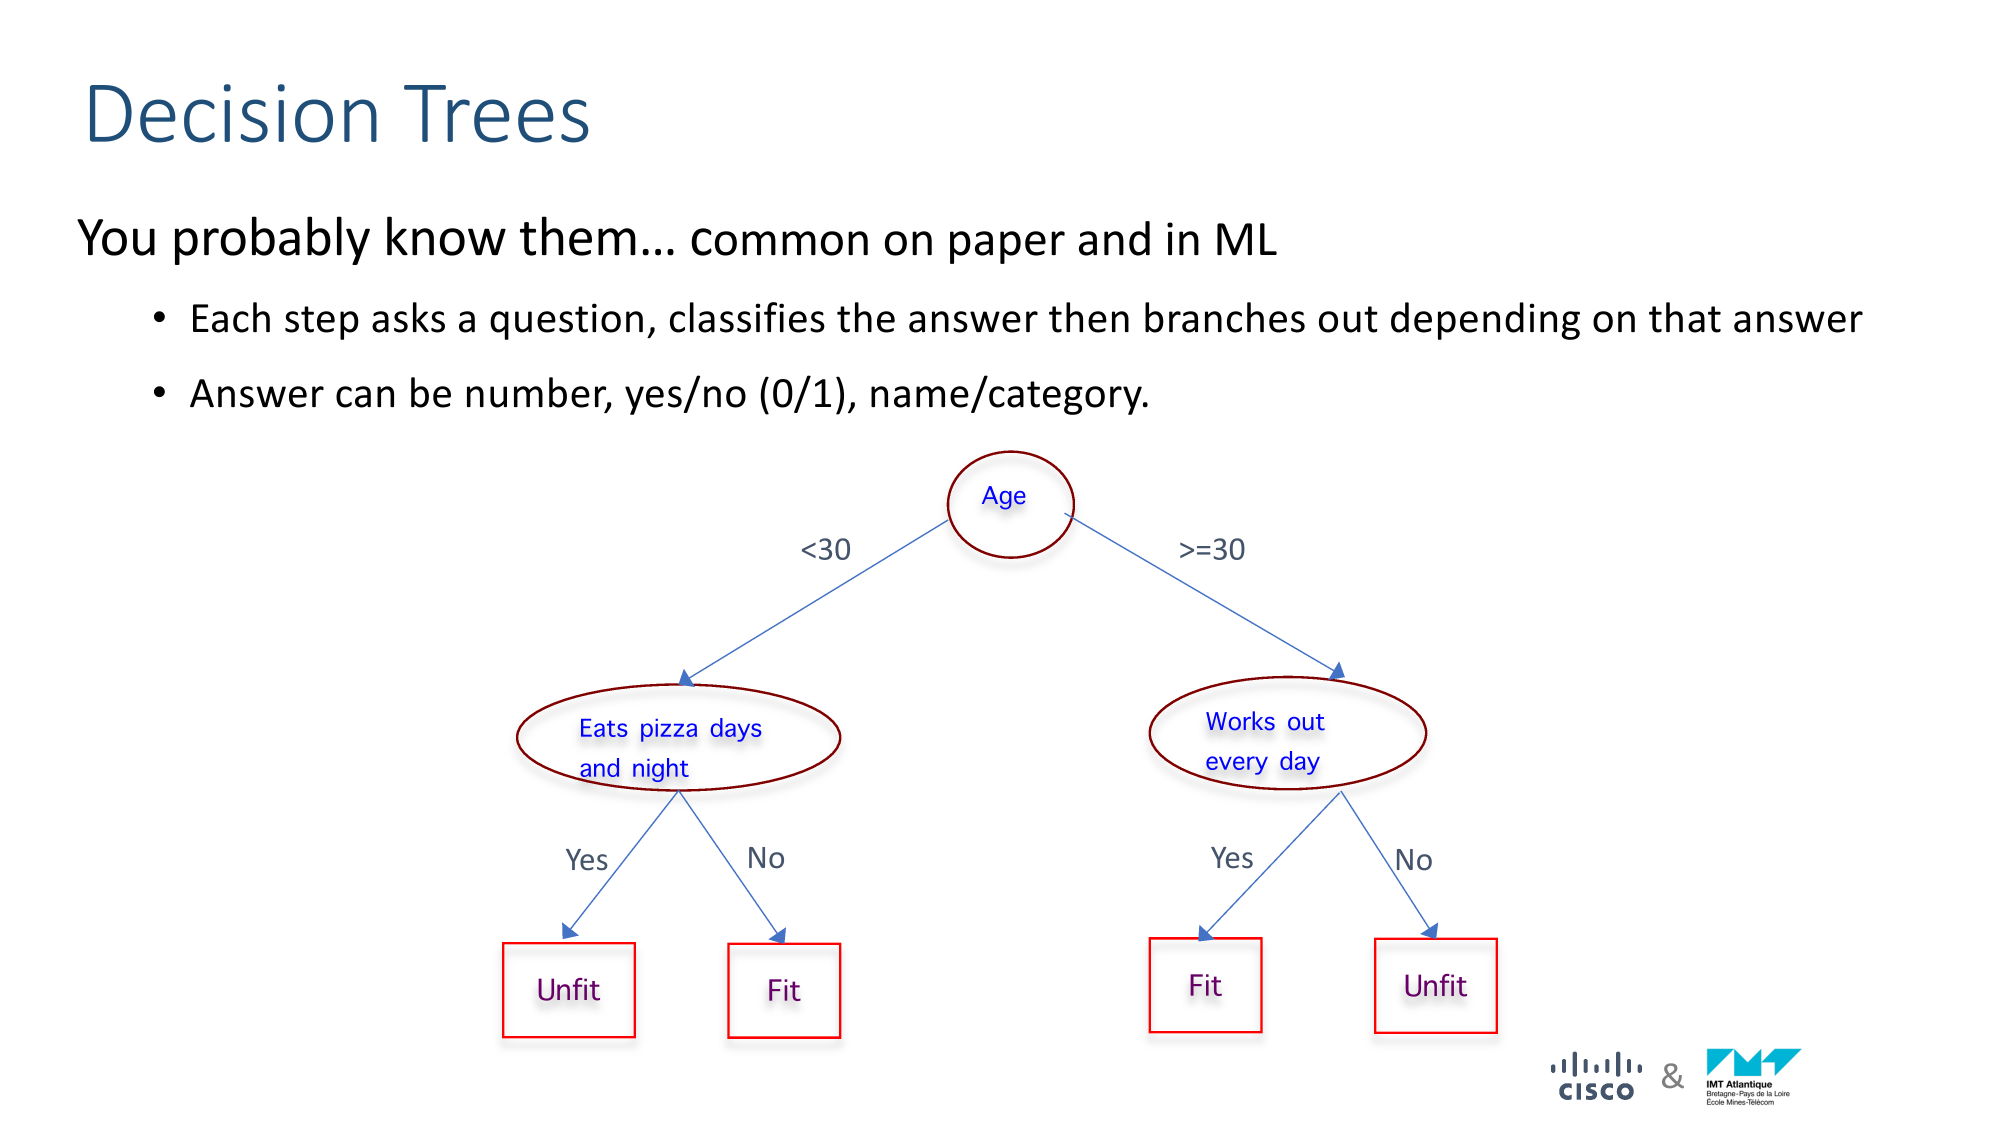 Decision Trees
You probably know them... common on paper and in ML
• Each step asks a question, classifies the answer then branches out depending on that answer
• Answer can be number, yes/no (0/1), name/category.
Age
<30
>=30
Eats pizza days
and night
Works out
every day
Yes
No
Yes
No
Unfit
Fit
Fit
Unfit
CISCO
&
IMT Atlantique
Bretagne-Pays de la Loire
École Mines-Télécom